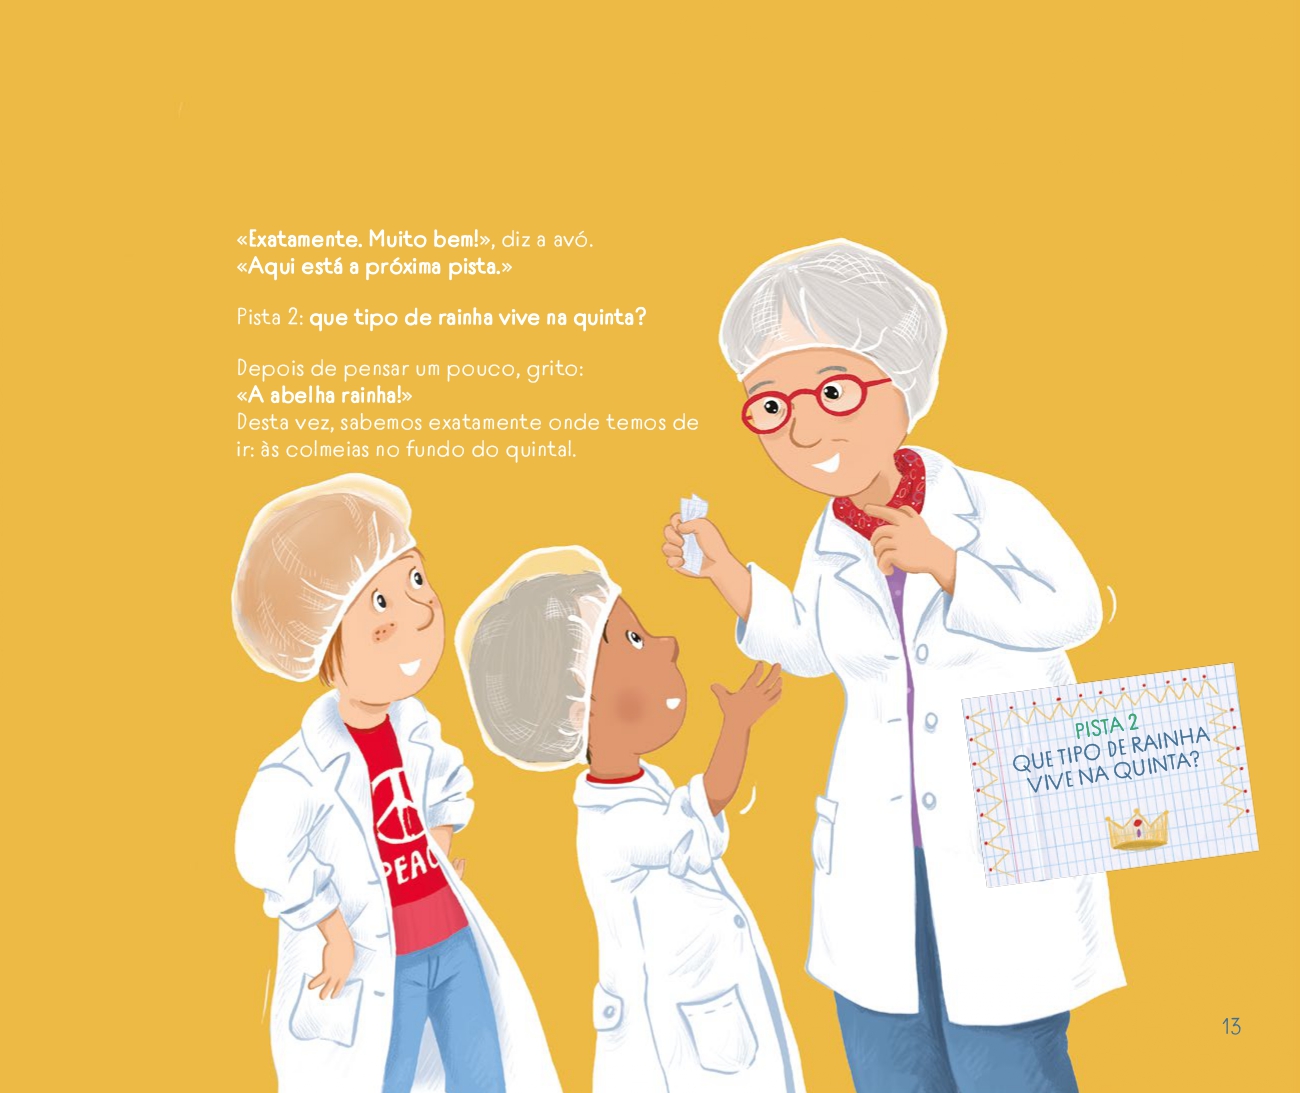 «Exatamente. Muito bem!», diz a avó.
«Aqui está a próxima pista.»
Pista 2: que tipo de rainha vive na quinta?
Depois de pensar um pouco, grito:
«A abelha rainha!»
Desta vez, sabemos exatamente onde temos de
ir: às colmeias no fundo do quintal.
PEAC
PISTA 2
QUE TIPO DE RAINHA
VIVE NA QUINTA?
13